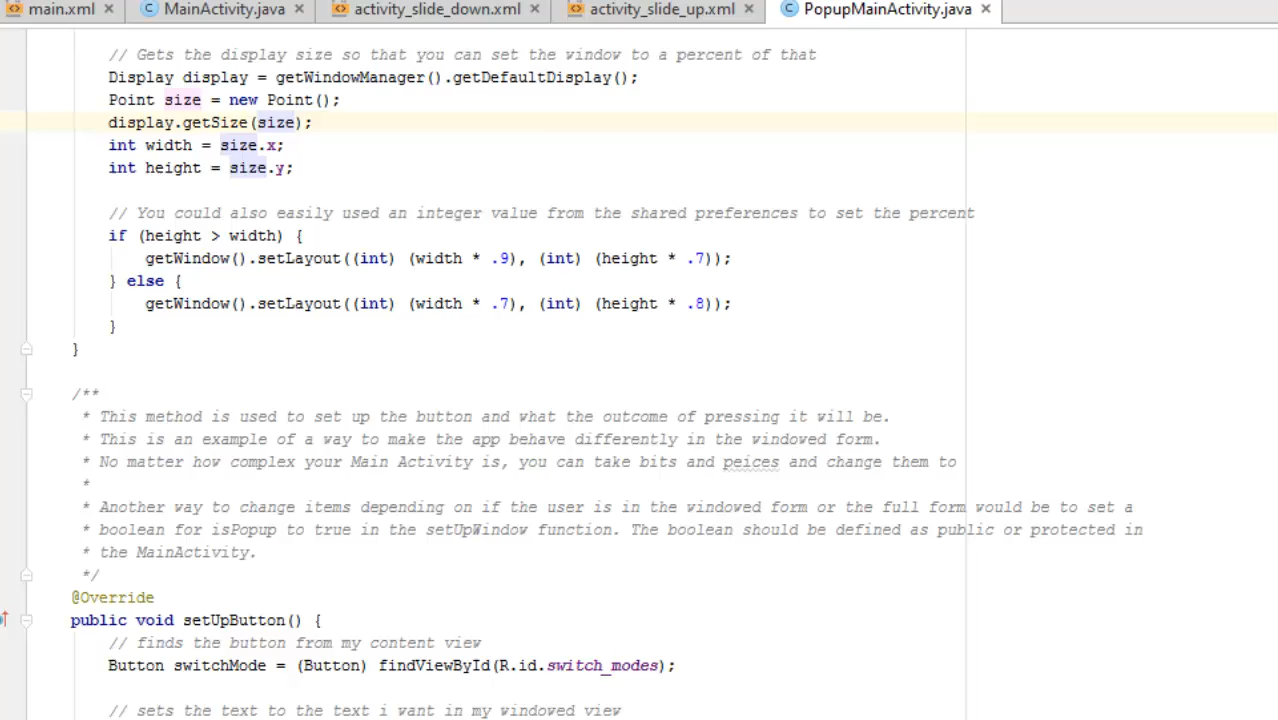 main.xml MainActivity.java activity_slide_down.xml activity_slide_up.xml PopupMainActivity.java
// Gets the display size so that you can set the window to a percent of that
Display display = getWindowManager().getDefaultDisplay();
Point size = new Point();
display.getSize(size);
int width = size.x;
int height = size.y;
// You could also easily used an integer value from the shared preferences to set the percent
if (height > width) {
getWindow().setLayout((int) (width * .9), (int) (height * .7));
} else {
getWindow().setLayout((int) (width * .7), (int) (height * .8));
}
}
/**
* This method is used to set up the button and what the outcome of pressing it will be.
* This is an example of a way to make the app behave differently in the windowed form.
* No matter how complex your Main Activity is, you can take bits and peices and change them to
*
* Another way to change items depending on if the user is in the windowed form or the full form would be to set a
* boolean for isPopup to true in the setUpWindow function. The boolean should be defined as public or protected in
* the MainActivity.
*/
@Override
public void setUpButton() {
// finds the button from my content view
Button switchMode = (Button) findViewById(R.id.switch_modes);
// sets the text to the text i want in my windowed view